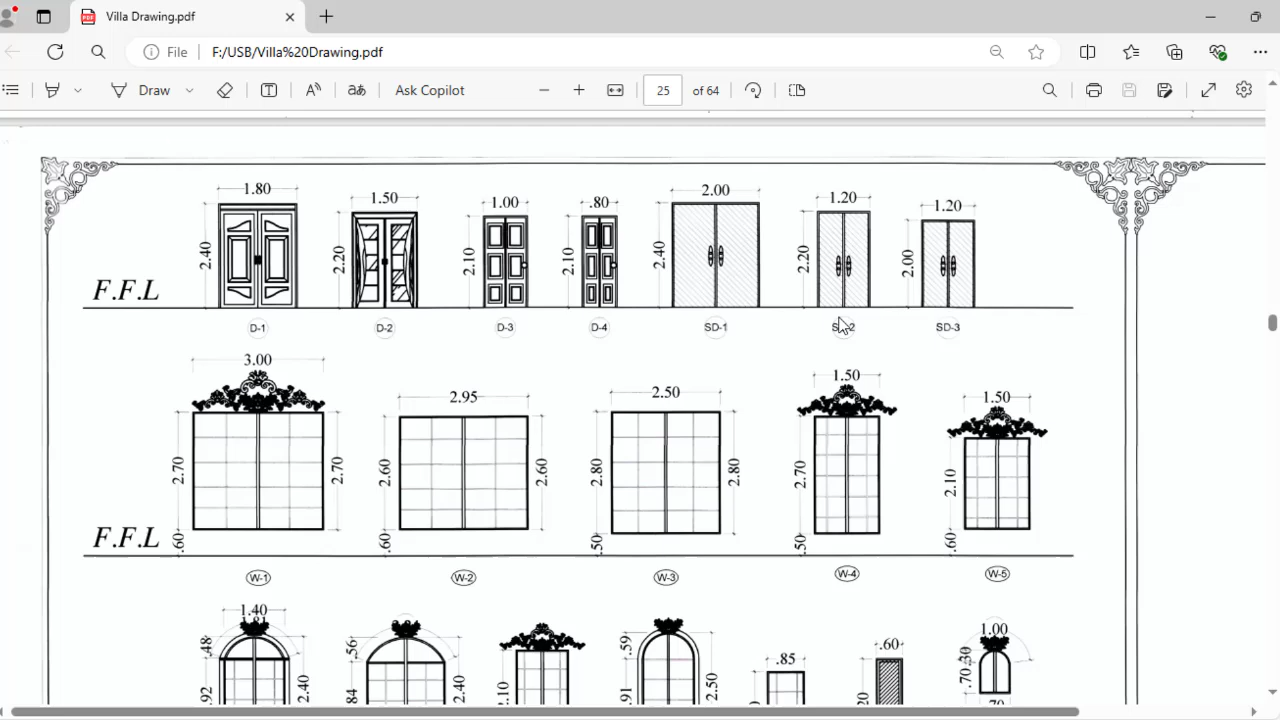 Villa Drawing.pdf
File F:/USB/Villa%20Drawing.pdf
Draw Ask Copilot 25 of 64
1.80 1.50 1.00 .80 2.00 1.20 1.20
2.40 2.20 2.10 2.10 2.40 2.20 2.00
F.F.L
D-1 D-2 D-3 D-4 SD-1 SD-3
3.00 2.95 2.50 1.50 1.50
2.70 2.70 2.60 2.60 2.80 2.80 2.70 2.10
F.F.L
.60 .60 .50 .50 .60
W-1 W-2 W-3 W-4 W-5
1.40 1.00
.48 .56 .59 .85 .60 .30
.92 2.40 .84 2.40 2.10 .91 2.50 .70